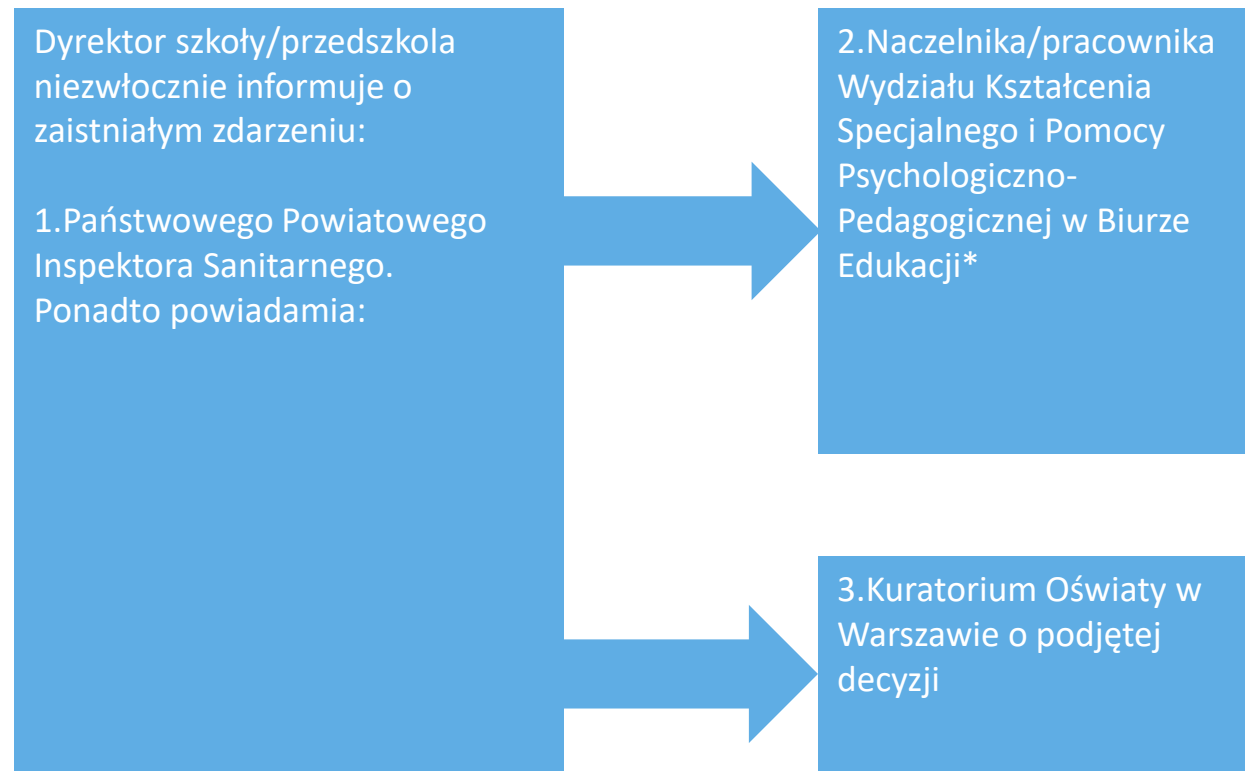 Dyrektor szkoły/przedszkola
niezwłocznie informuje o
zaistniałym zdarzeniu:
1.Państwowego Powiatowego
Inspektora Sanitarnego.
Ponadto powiadamia:
2.Naczelnika/pracownika
Wydziału Kształcenia
Specjalnego i Pomocy
Psychologiczno-
Pedagogicznej w Biurze
Edukacji*
3.Kuratorium Oświaty w
Warszawie o podjętej
decyzji